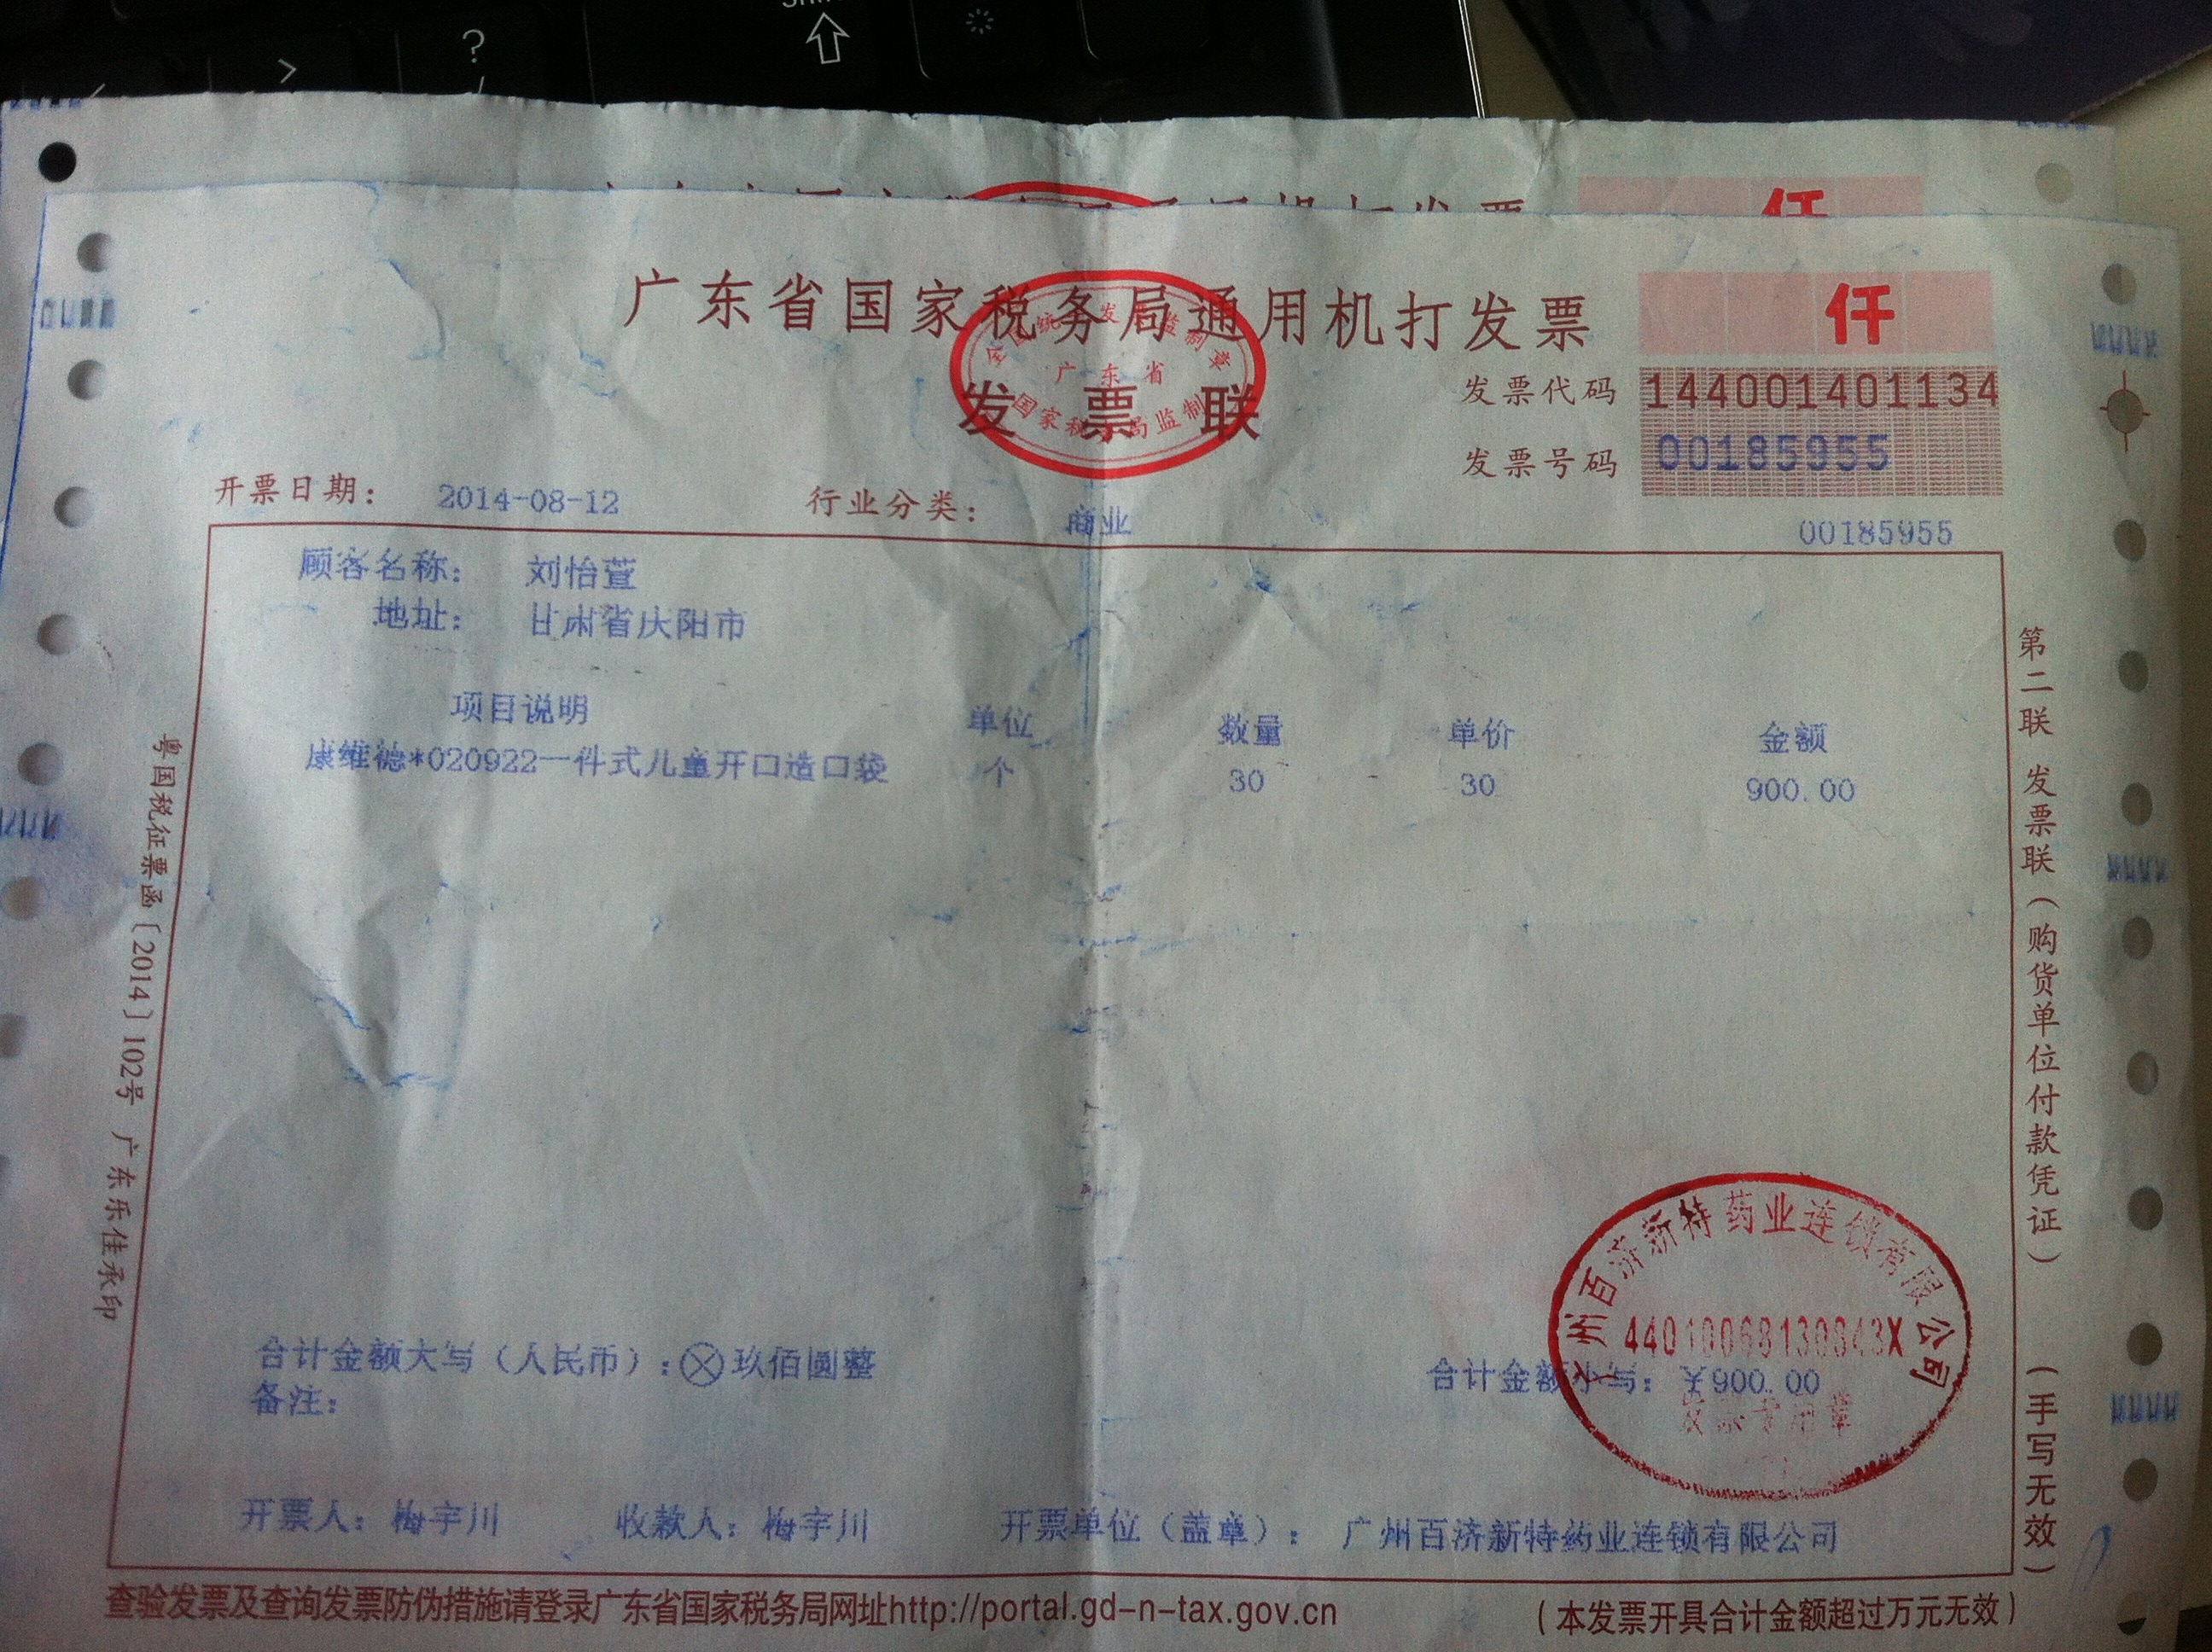 ?
仟
广东省国家税务局通用机打发票
仟
全国统一发票监制章
广东省
国家税务局监制
发票联
发票代码 144001401134
发票号码 00185955
开票日期： 2014-08-12 行业分类： 商业
00185955
顾客名称： 刘怡萱
地址： 甘肃省庆阳市
项目说明 单位 数量 单价 金额
康维德*020922一件式儿童开口造口袋 个 30 30 900.00
粤国税征票函〔2014〕102号 广东乐佳承印
第二联 发票联（购货单位付款凭证） （手写无效）
广州百济新特药业连锁有限公司
发票专用章
合计金额大写（人民币）：ⓧ玖佰圆整 合计金额小写：￥900.00
备注：
开票人：梅宇川 收款人：梅宇川 开票单位（盖章）： 广州百济新特药业连锁有限公司
查验发票及查询发票防伪措施请登录广东省国家税务局网址http://portal.gd-n-tax.gov.cn （本发票开具合计金额超过万元无效）